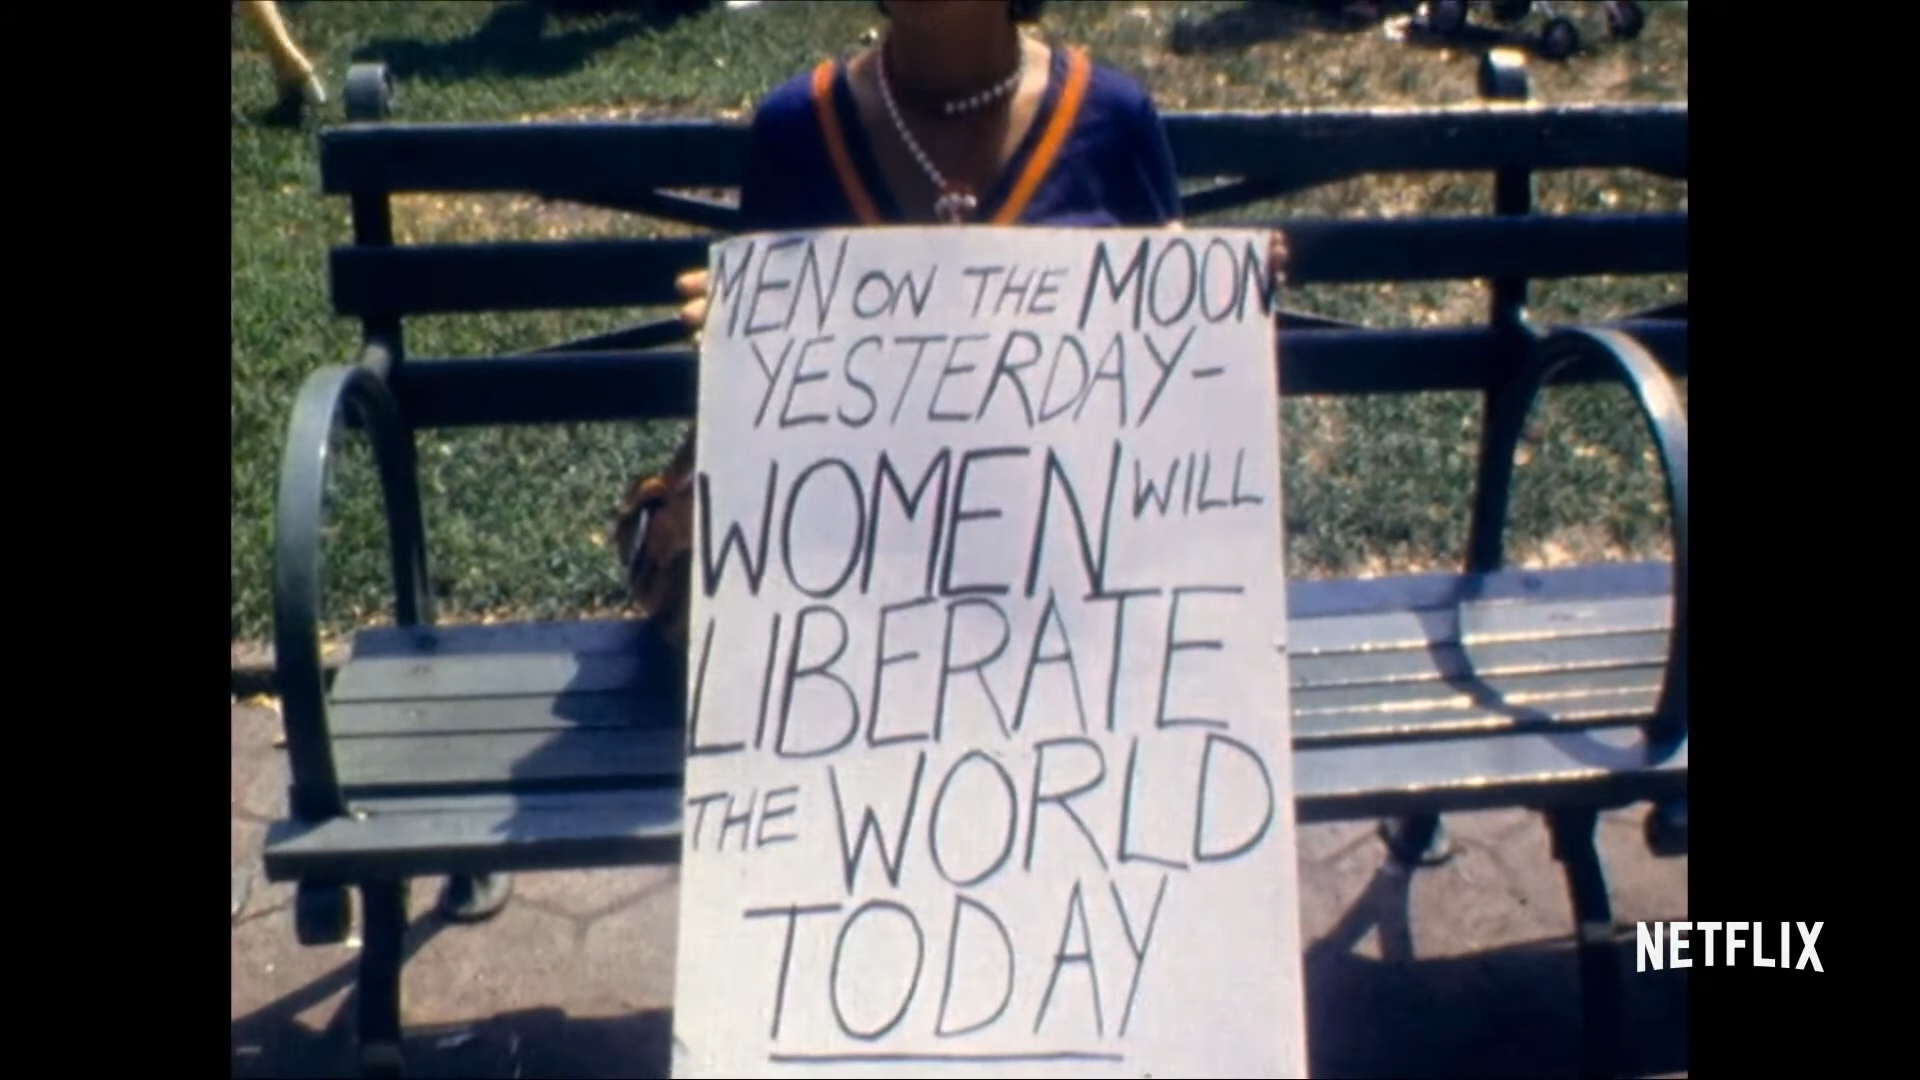 MEN ON THE MOON
YESTERDAY-
WOMEN WILL
LIBERATE
THE WORLD
TODAY
NETFLIX